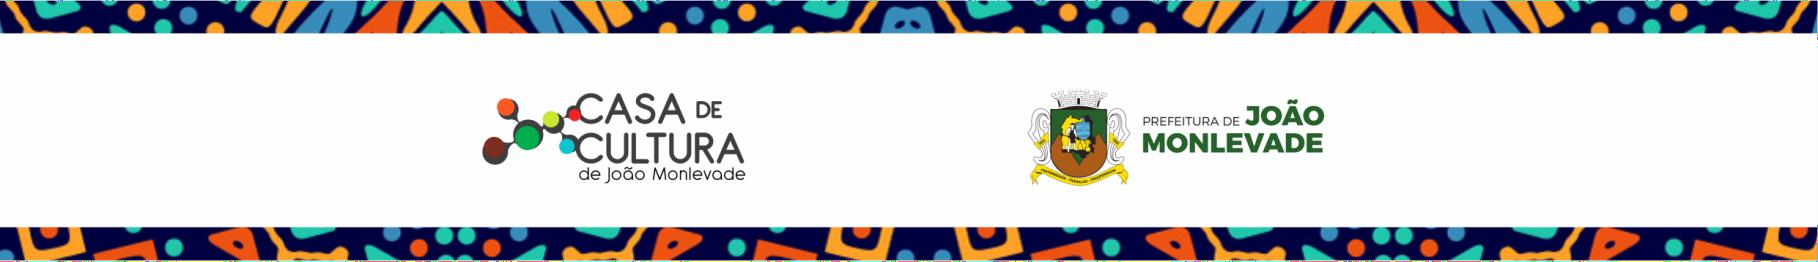 CASA DE
CULTURA
de João Monlevade
PREFEITURA DE JOÃO
MONLEVADE